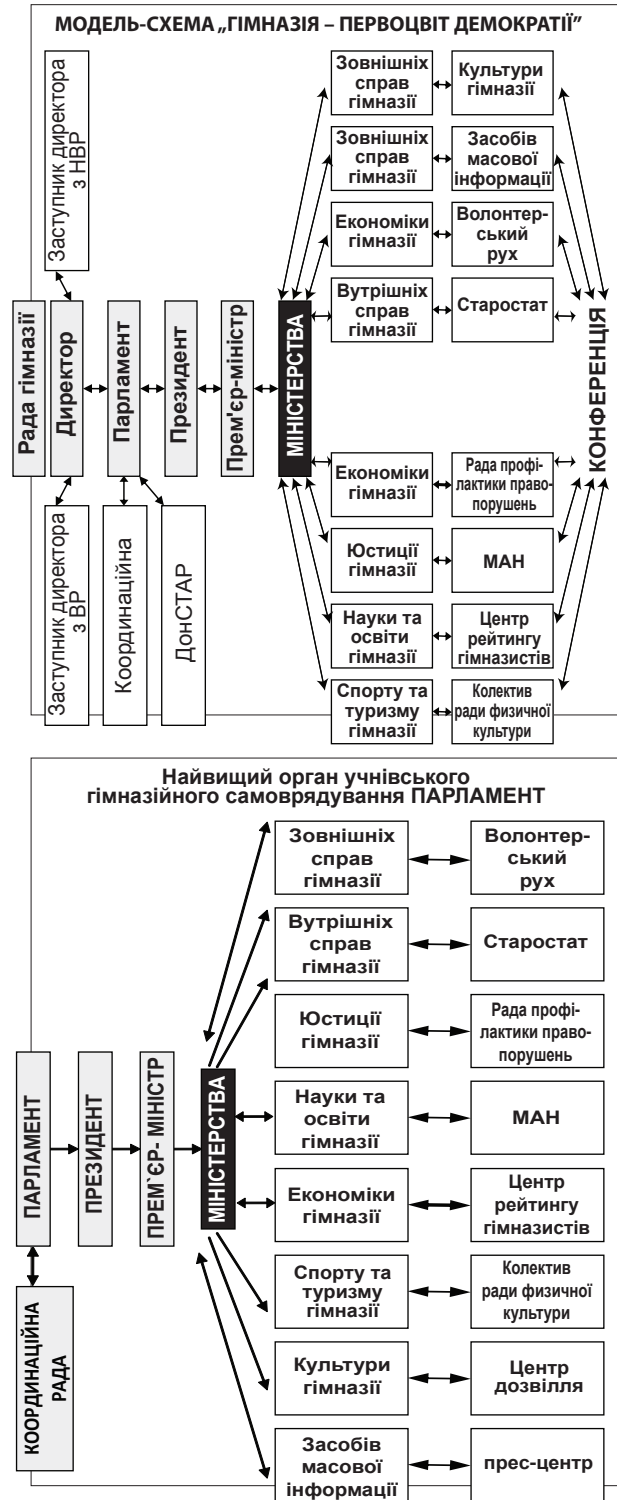 МОДЕЛЬ-СХЕМА „ГІМНАЗІЯ – ПЕРВОЦВІТ ДЕМОКРАТІЇ”
Заступник директора
з НВР
Рада гімназії
Директор
Парламент
Президент
Прем'єр-міністр
МІНІСТЕРСТВА
Заступник директора
з ВР
Координаційна
ДонСТАР
Зовнішніх
справ
гімназії
Культури
гімназії
Зовнішніх
справ
гімназії
Засобів
масової
інформації
Економіки
гімназії
Волонтер-
ський
рух
Вутрішніх
справ
гімназії
Старостат
Економіки
гімназії
Рада профі-
лактики право-
порушень
Юстиції
гімназії
МАН
Науки та
освіти
гімназії
Центр
рейтингу
гімназистів
Спорту та
туризму
гімназії
Колектив
ради физичної
культури
КОНФЕРЕНЦІЯ
Найвищий орган учнівського
гімназійного самоврядування ПАРЛАМЕНТ
ПАРЛАМЕНТ
ПРЕЗИДЕНТ
ПРЕМ`ЄР- МІНІСТР
МІНІСТЕРСТВА
КООРДИНАЦІЙНА
РАДА
Зовнішніх
справ
гімназії
Волонтер-
ський
рух
Вутрішніх
справ
гімназії
Старостат
Юстиції
гімназії
Рада профі-
лактики право-
порушень
Науки та
освіти
гімназії
МАН
Економіки
гімназії
Центр
рейтингу
гімназистів
Спорту та
туризму
гімназії
Колектив
ради физичної
культури
Культури
гімназії
Центр
дозвілля
Засобів
масової
інформації
прес-центр